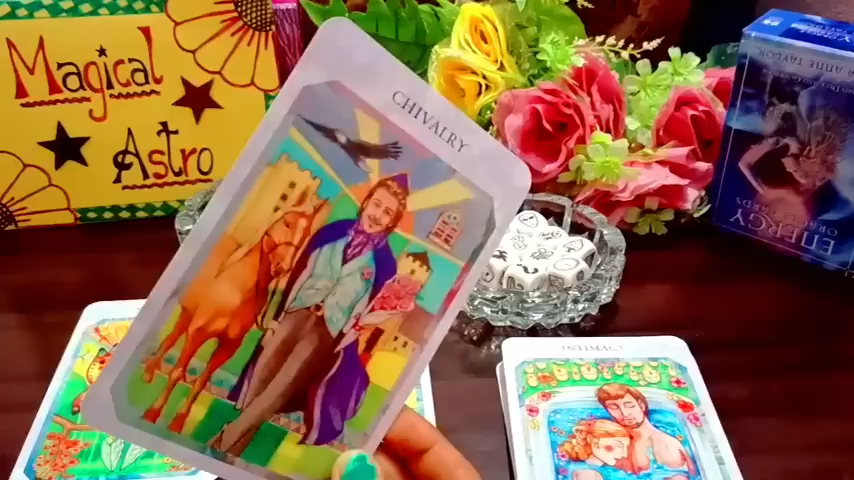 Magical
Astro
CHIVALRY
INTIMACY
ENERGY
ORACLE CARDS